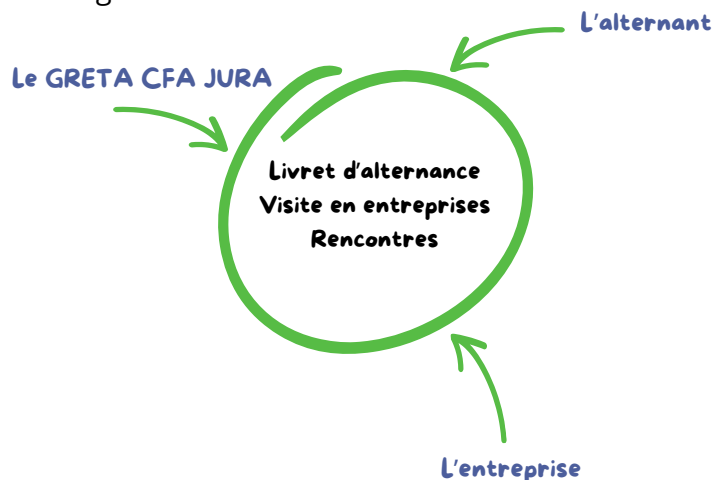 L'alternant
Le GRETA CFA JURA
Livret d'alternance
Visite en entreprises
Rencontres
L'entreprise